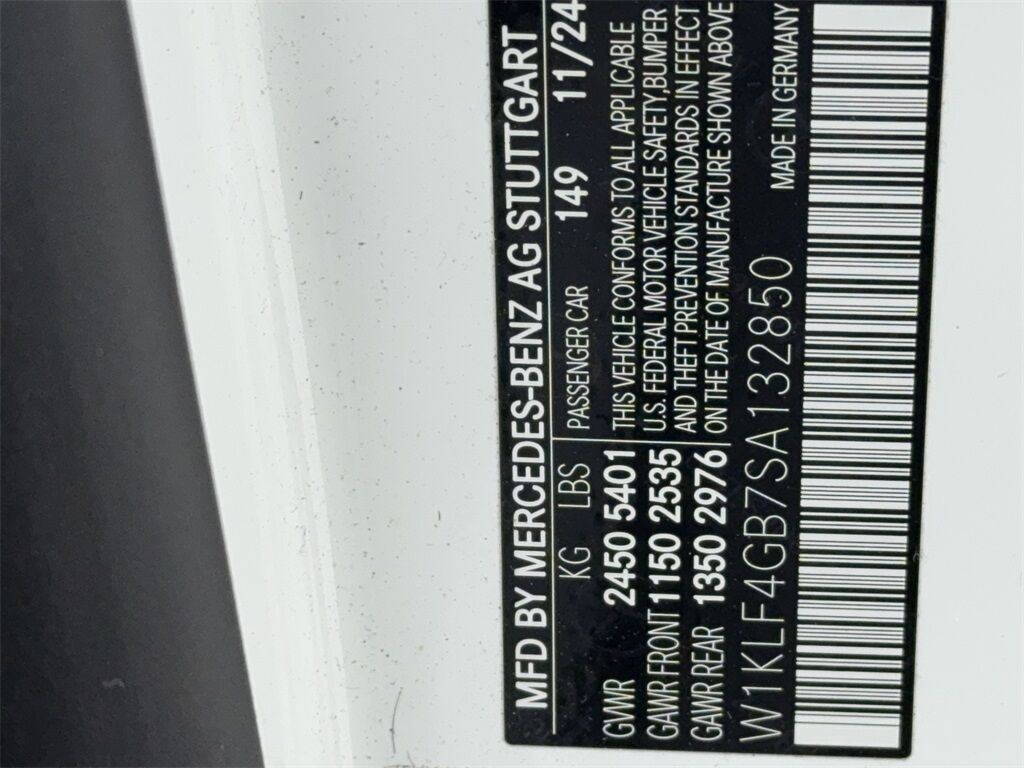 MFD BY MERCEDES-BENZ AG STUTTGART
KG LBS PASSENGER CAR 149 11/24
GWR 2450 5401 THIS VEHICLE CONFORMS TO ALL APPLICABLE
GAWR FRONT 1150 2535 U.S. FEDERAL MOTOR VEHICLE SAFETY,BUMPER
AND THEFT PREVENTION STANDARDS IN EFFECT
GAWR REAR 1350 2976 ON THE DATE OF MANUFACTURE SHOWN ABOVE
W1KLF4GB7SA132850 MADE IN GERMANY